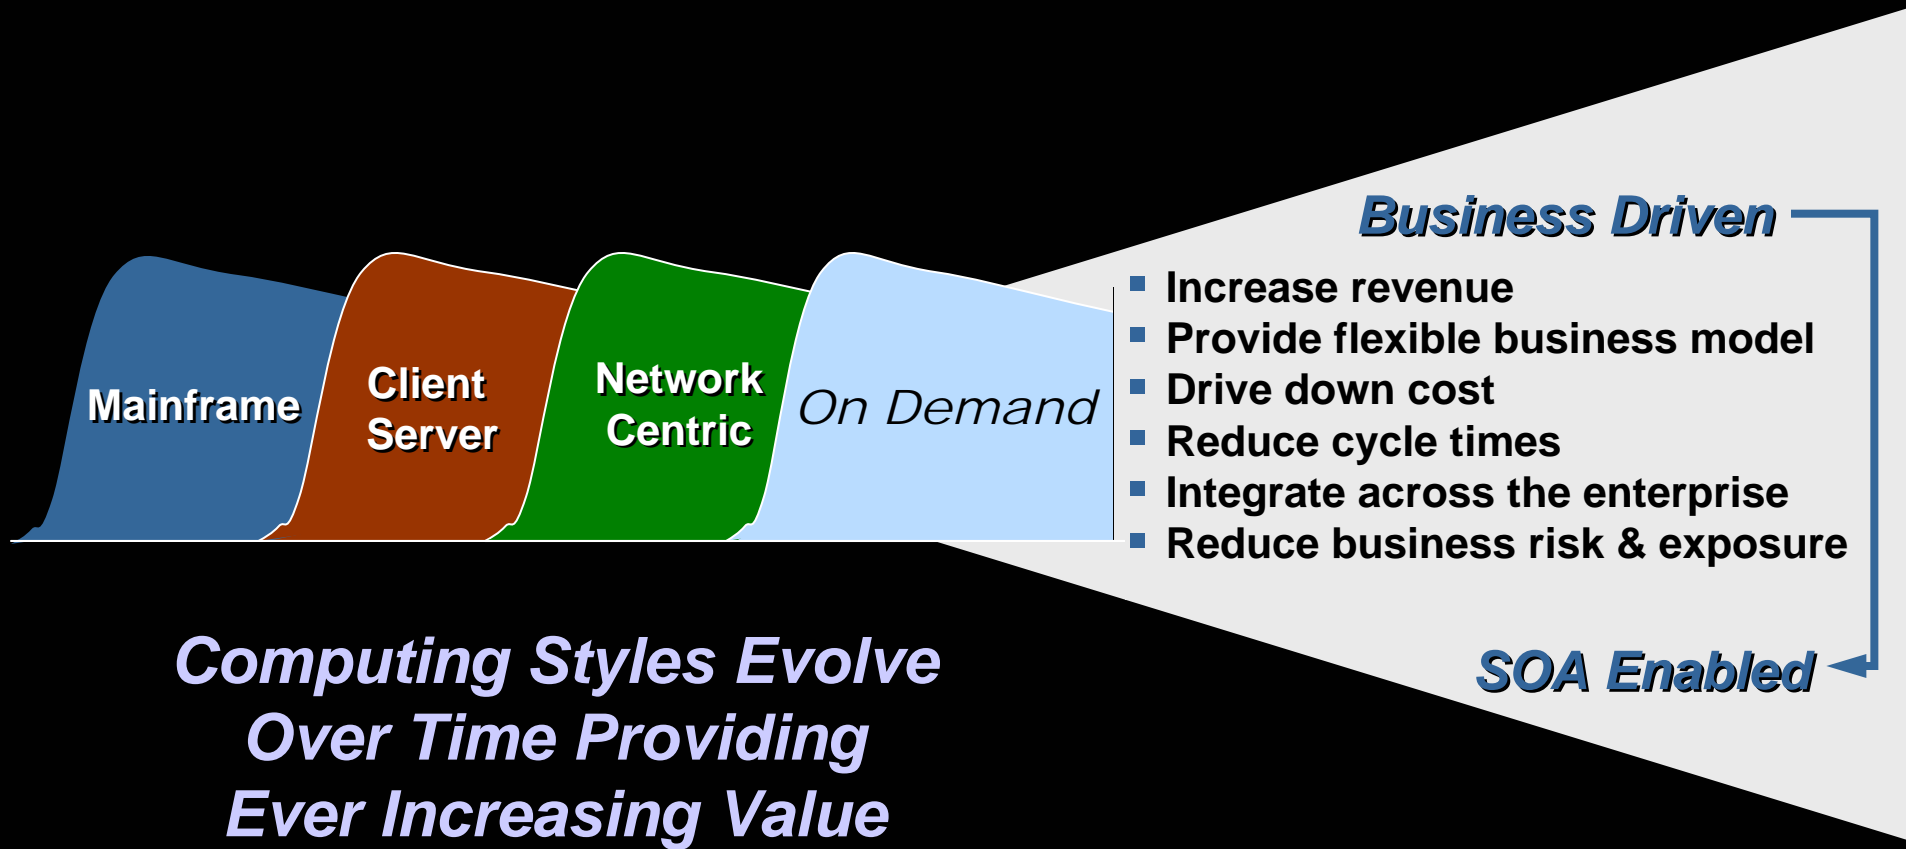 Business Driven
Increase revenue
Provide flexible business model
Drive down cost
Reduce cycle times
Integrate across the enterprise
Reduce business risk & exposure
SOA Enabled
Mainframe
Client
Server
Network
Centric
On Demand
Computing Styles Evolve
Over Time Providing
Ever Increasing Value